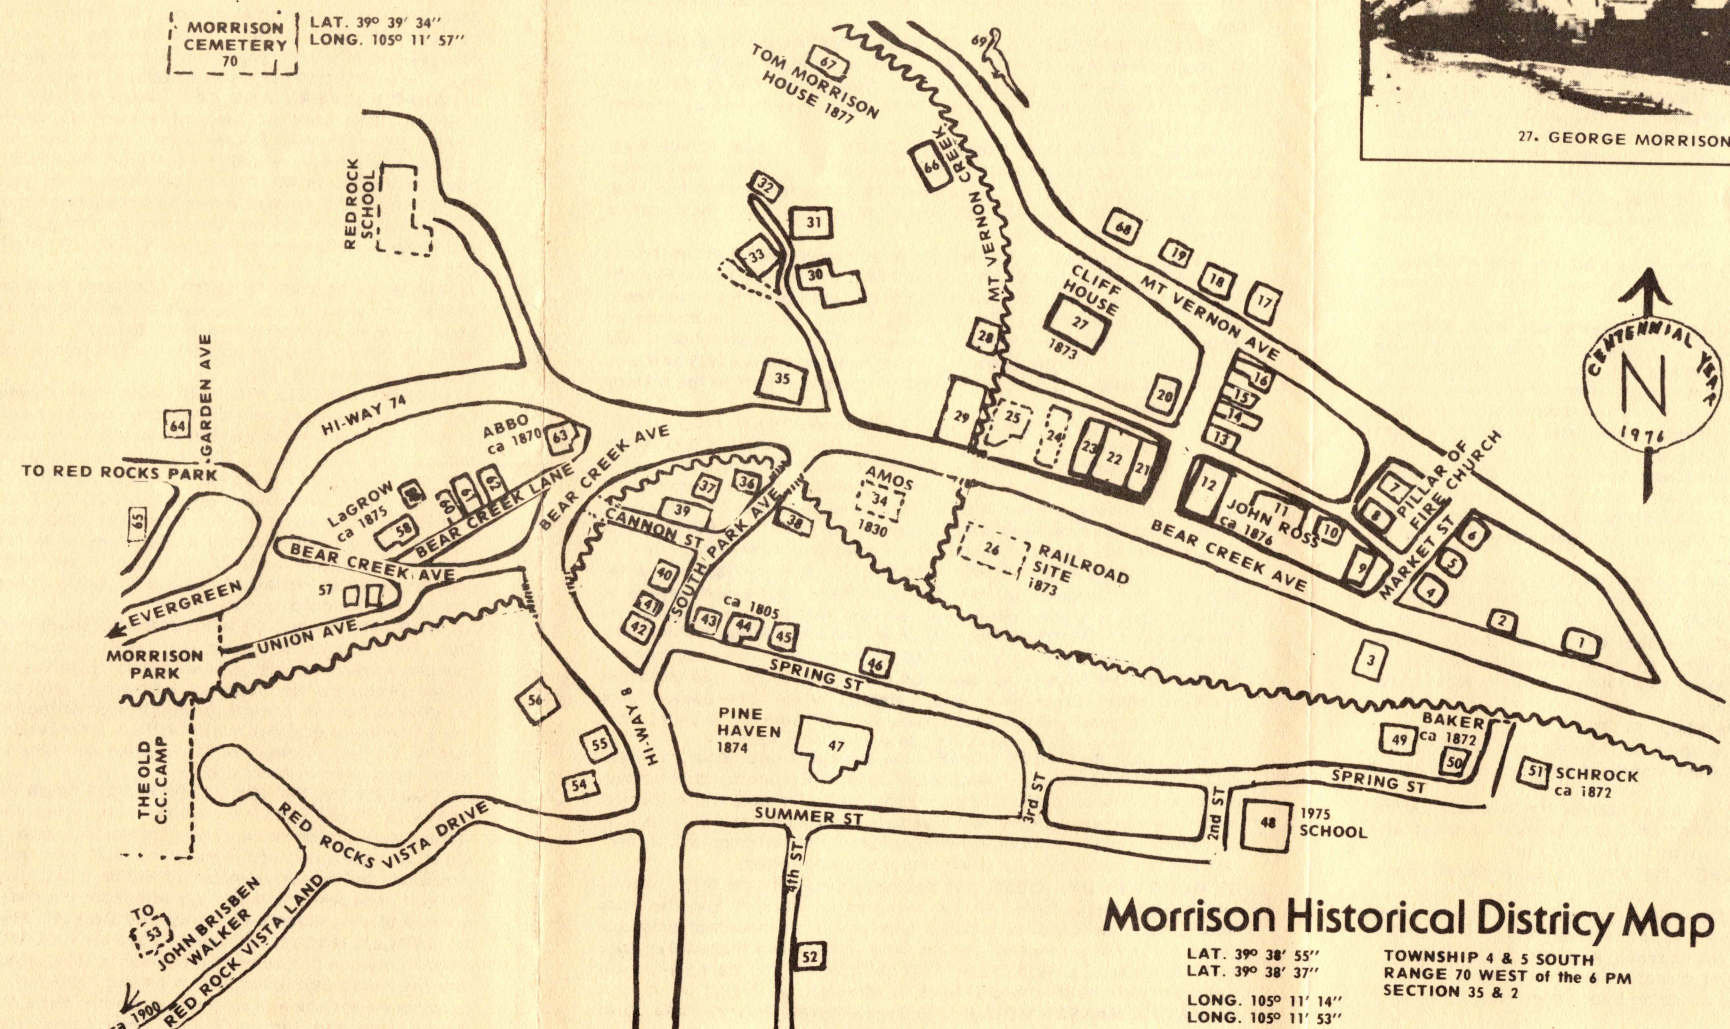 MORRISON
CEMETERY
70
LAT. 39º 39' 34''
LONG. 105º 11' 57''
69
67
TOM MORRISON
HOUSE 1877
27. GEORGE MORRISON
RED ROCK
SCHOOL
66
MT VERNON CREEK
32
31
33
30
68
19
18
17
CLIFF
HOUSE
27
1873
MT VERNON AVE
28
CENTENNIAL YEAR
N
1976
GARDEN AVE
64
35
HI-WAY 74
ABBO
ca 1870
63
BEAR CREEK AVE
29
25
24
23
22
21
20
16
15
14
13
TO RED ROCKS PARK
65
LaGROW
ca 1875
58
60
61
62
BEAR CREEK LANE
37
36
39
CANNON ST
38
SOUTH PARK AVE
AMOS
34
1830
12
11
JOHN ROSS
ca 1876
10
9
7
8
PILLAR OF
FIRE CHURCH
MARKET ST
6
5
4
2
1
3
BEAR CREEK AVE
26
RAILROAD
SITE
1873
BEAR CREEK AVE
57
EVERGREEN
UNION AVE
MORRISON
PARK
40
41
42
ca 1805
43
44
45
46
SPRING ST
56
55
54
HI-WAY 8
PINE
HAVEN
1874
47
BAKER
ca 1872
49
50
51
SCHROCK
ca 1872
SPRING ST
THE OLD
C.C. CAMP
RED ROCKS VISTA DRIVE
SUMMER ST
3rd ST
2nd ST
48
1975
SCHOOL
4th ST
52
TO
53
JOHN BRISBEN
WALKER
RED ROCK VISTA LAND
ca 1900
Morrison Historical Districy Map
LAT. 39º 38' 55''
LAT. 39º 38' 37''
LONG. 105º 11' 14''
LONG. 105º 11' 53''
TOWNSHIP 4 & 5 SOUTH
RANGE 70 WEST of the 6 PM
SECTION 35 & 2